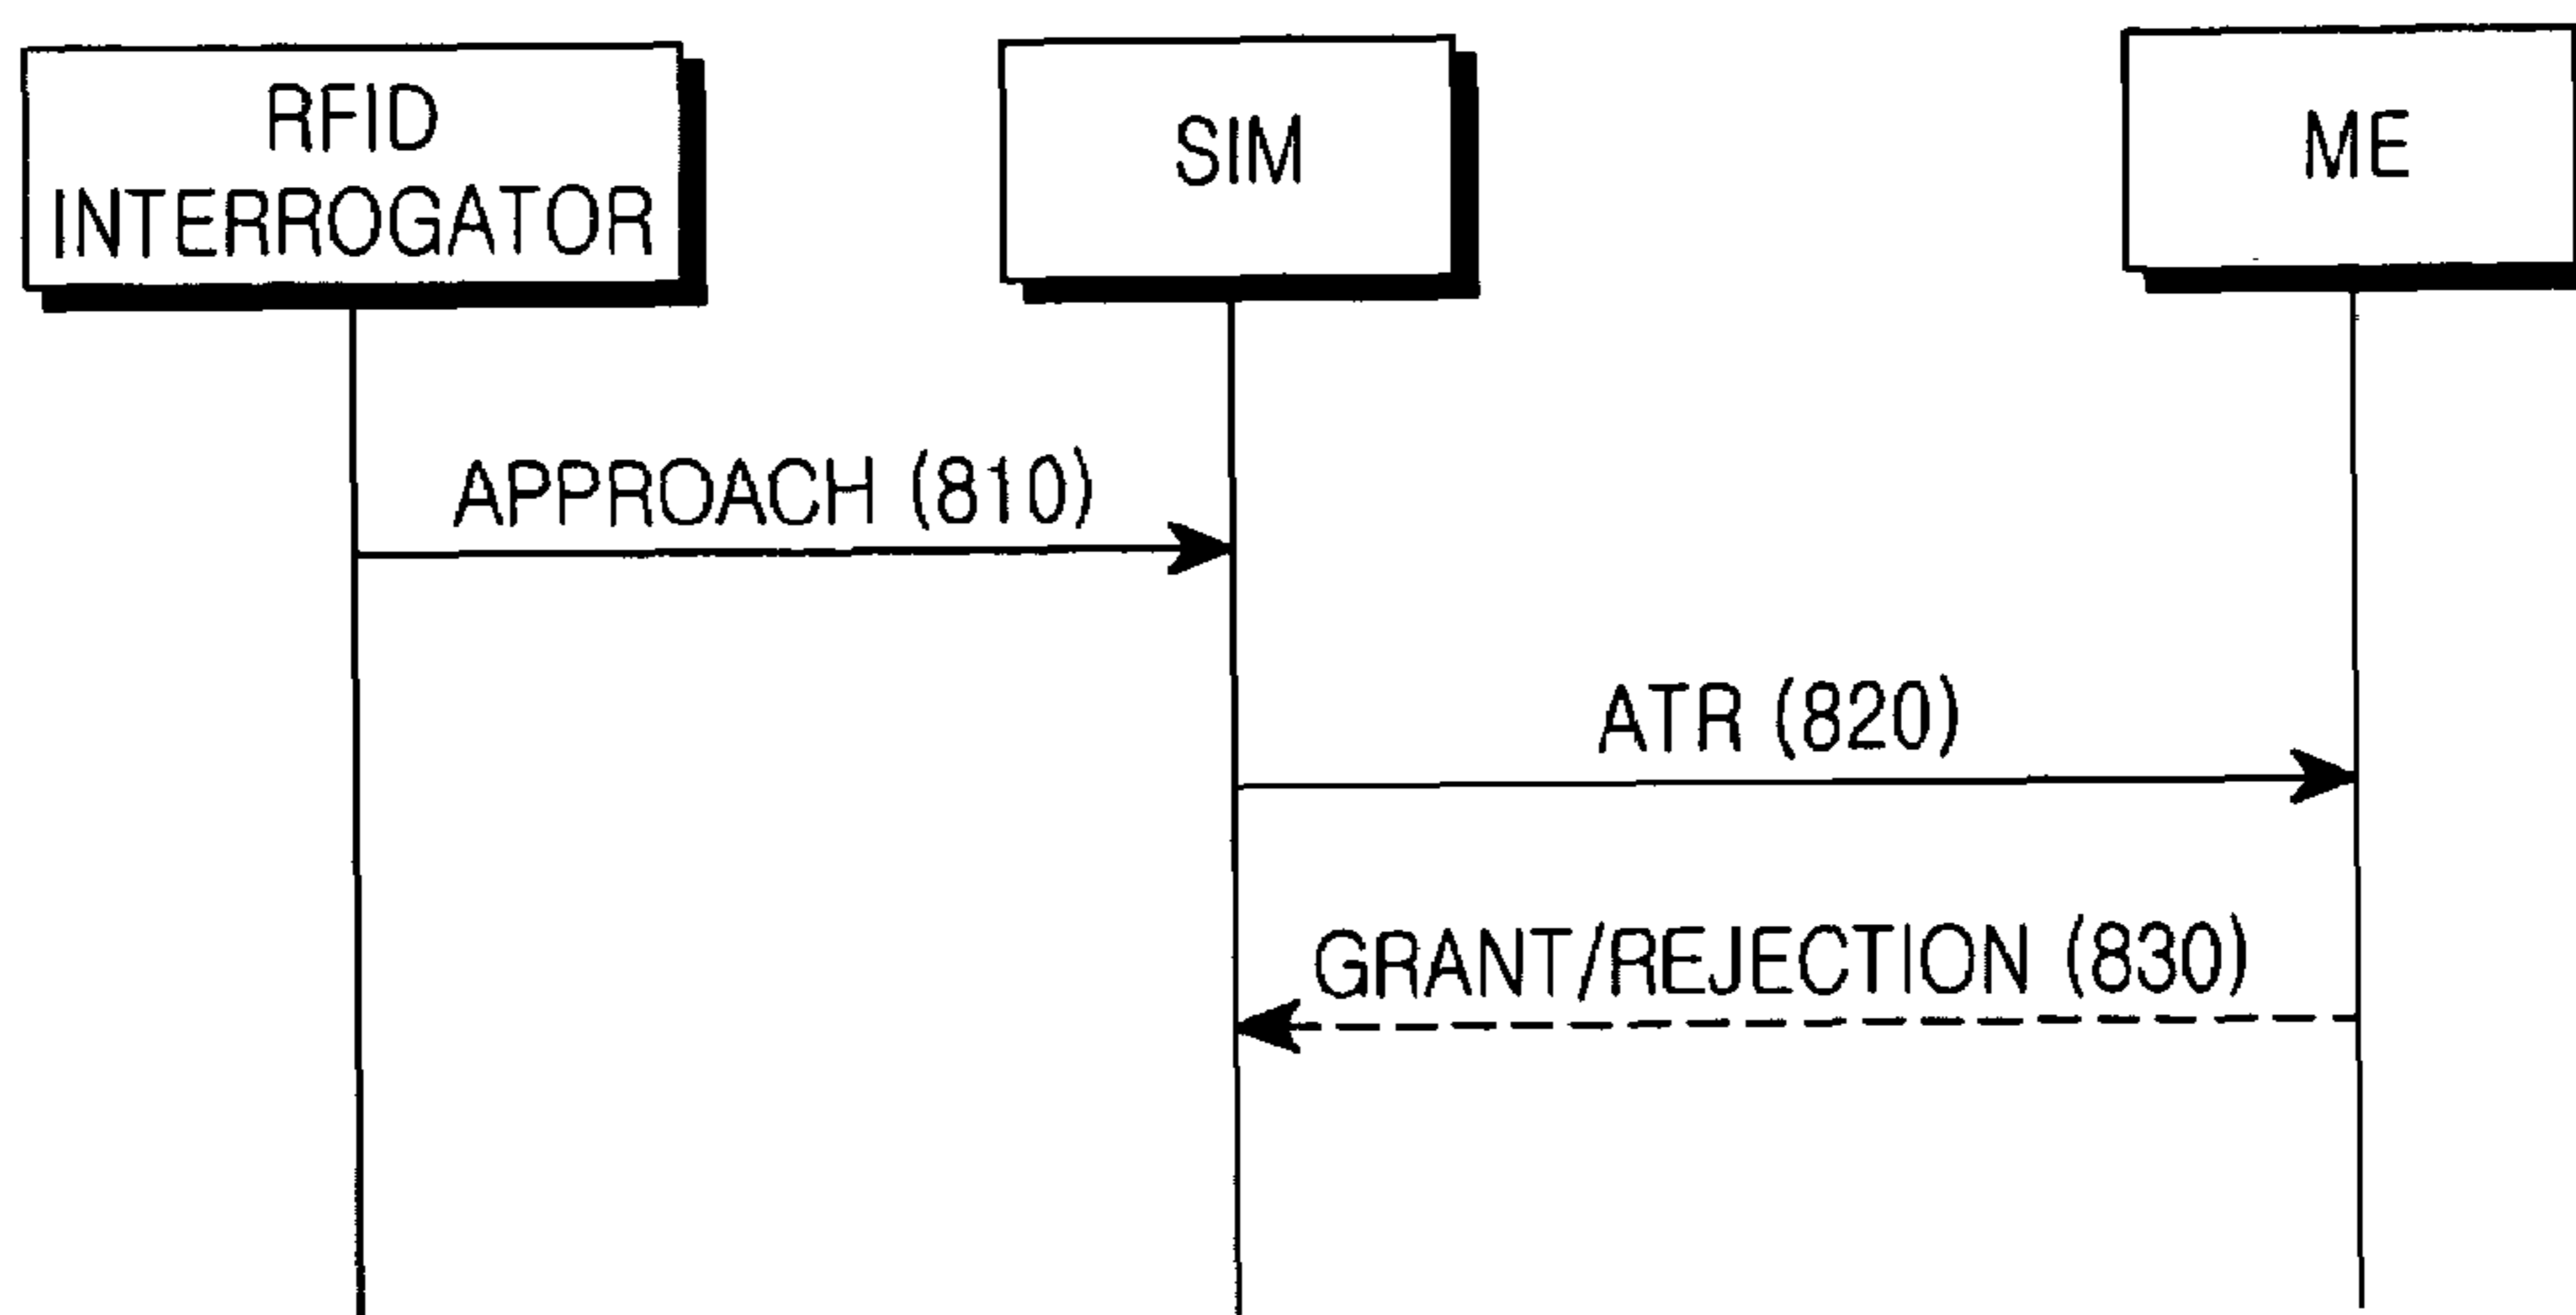 RFID
INTERROGATOR
SIM
ME
APPROACH (810)
ATR (820)
GRANT/REJECTION (830)